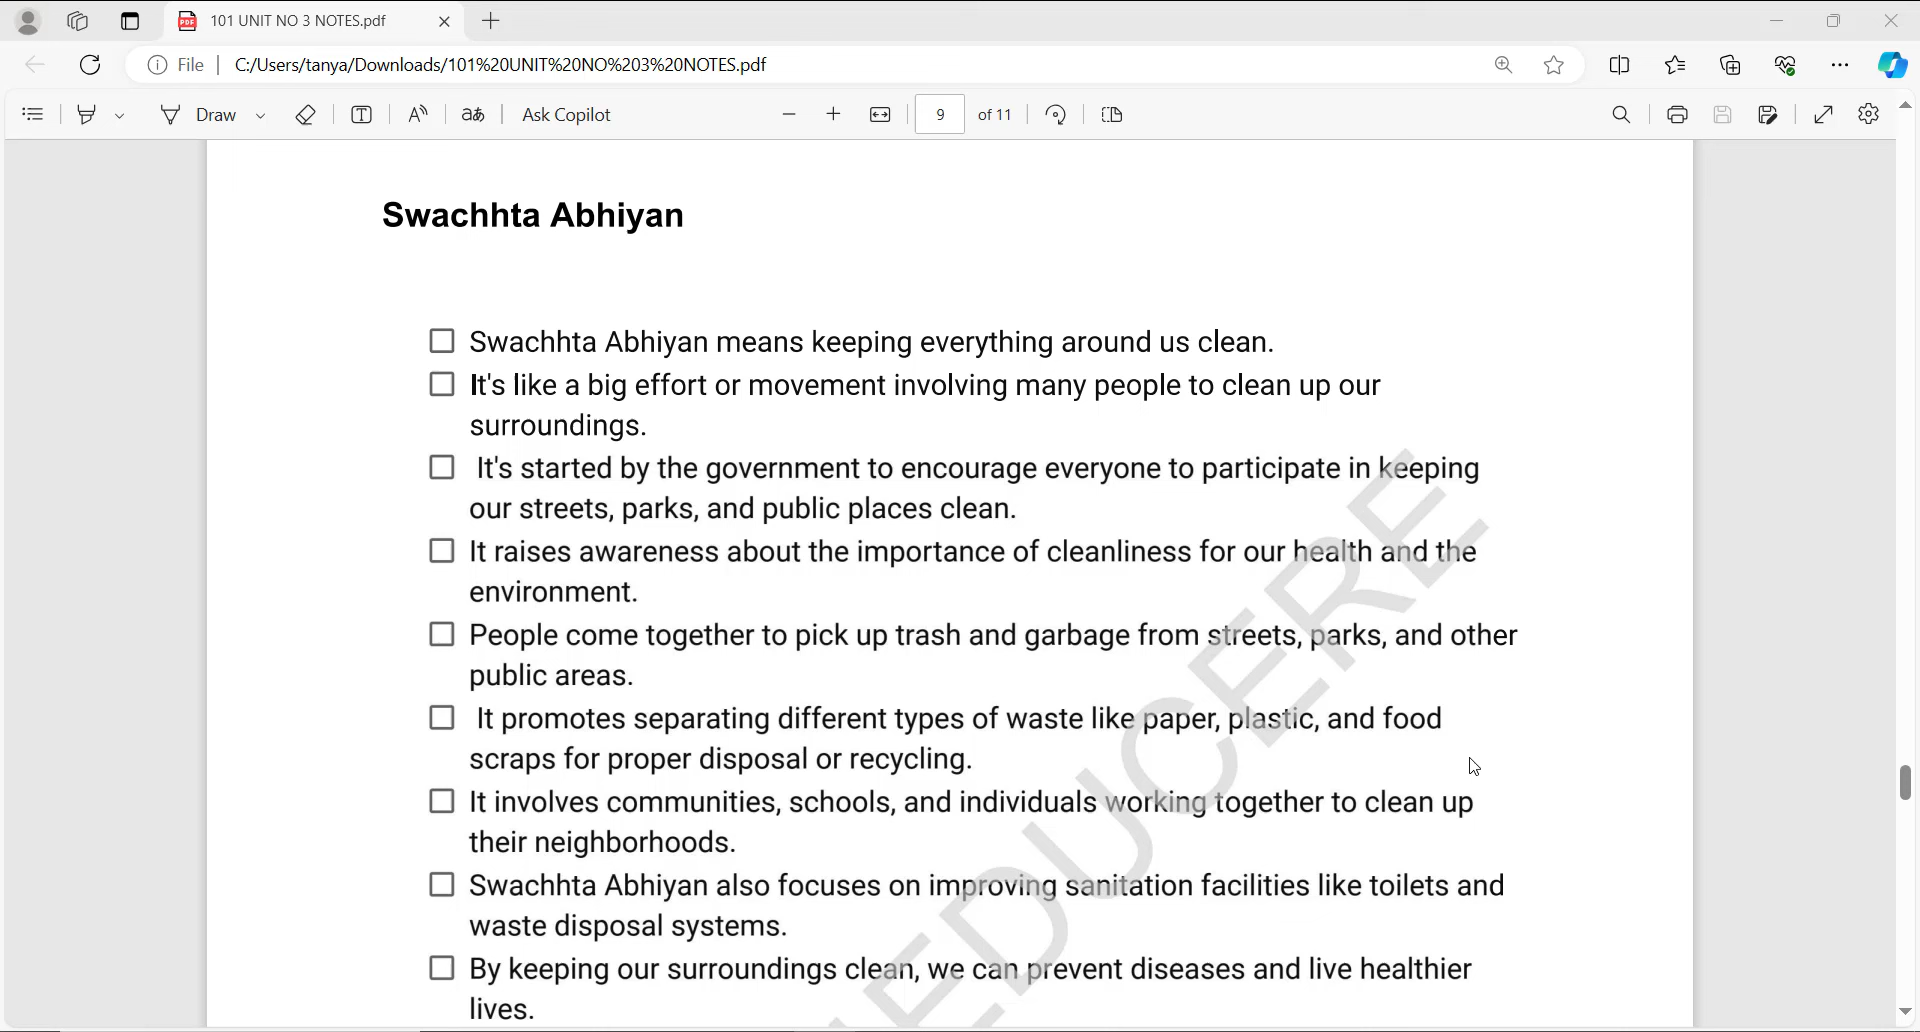 101 UNIT NO 3 NOTES.pdf
File
C:/Users/tanya/Downloads/101%20UNIT%20NO%203%20NOTES.pdf
Draw
Ask Copilot
9
of 11
Swachhta Abhiyan
Swachhta Abhiyan means keeping everything around us clean.
It's like a big effort or movement involving many people to clean up our
surroundings.
It's started by the government to encourage everyone to participate in keeping
our streets, parks, and public places clean.
It raises awareness about the importance of cleanliness for our health and the
environment.
People come together to pick up trash and garbage from streets, parks, and other
public areas.
It promotes separating different types of waste like paper, plastic, and food
scraps for proper disposal or recycling.
It involves communities, schools, and individuals working together to clean up
their neighborhoods.
Swachhta Abhiyan also focuses on improving sanitation facilities like toilets and
waste disposal systems.
By keeping our surroundings clean, we can prevent diseases and live healthier
lives.
EDUCERE